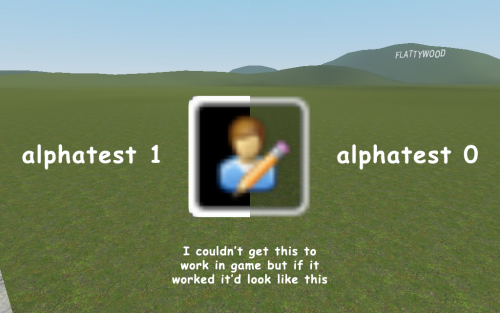 FLATTYWOOD
alphatest 1
alphatest 0
I couldn't get this to
work in game but if it
worked it'd look like this